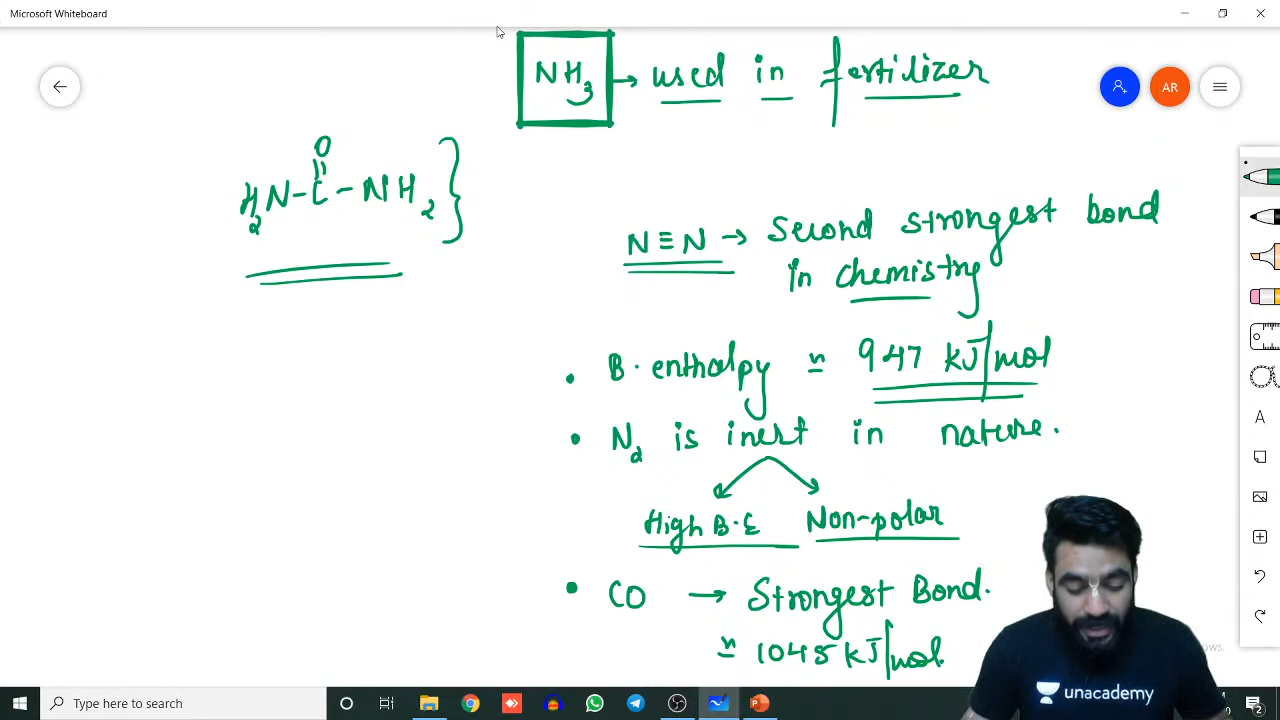 Microsoft Whiteboard
NH3 → used in fertilizer
AR
O
H2N-C-NH2
N≡N → Second strongest bond
in chemistry
• B.enthalpy ≃ 947 kJ/mol
• N2 is inert in nature.
High B.E Non-polar
• CO → Strongest Bond.
≃ 1045 kJ/mol.
unacademy
Type here to search